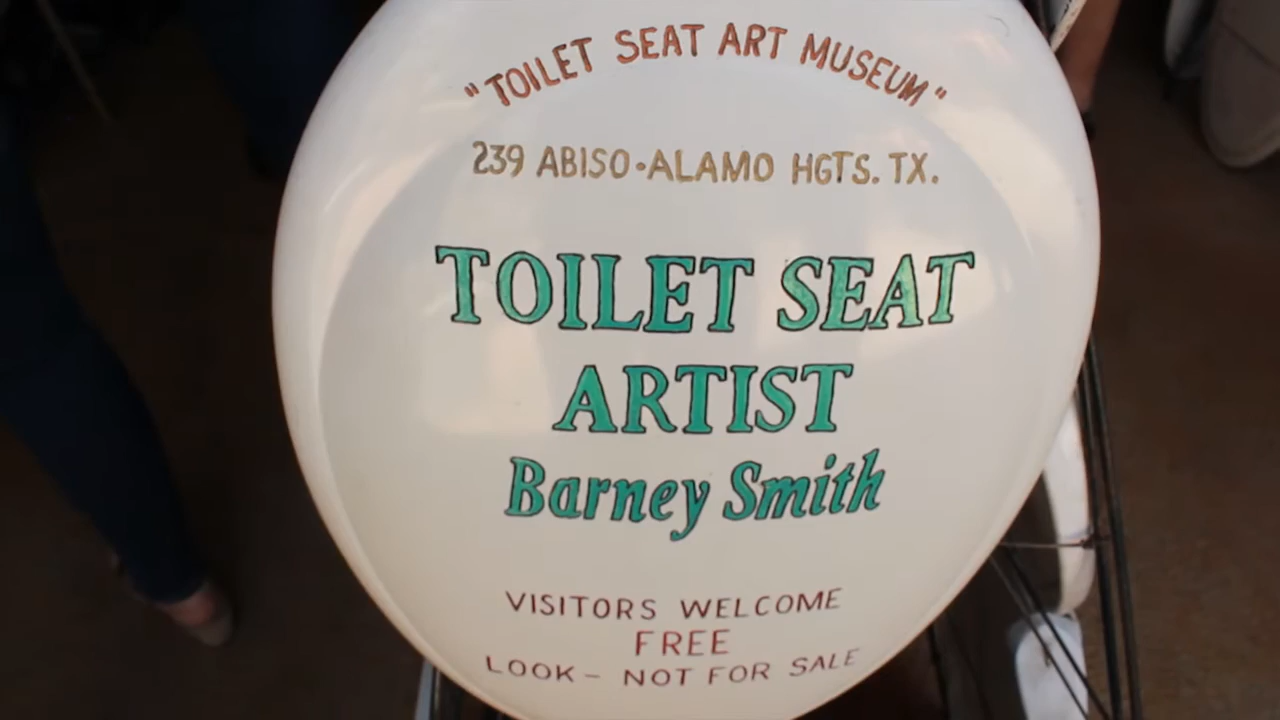 "TOILET SEAT ART MUSEUM"
239 ABISO·ALAMO HGTS. TX.
TOILET SEAT
ARTIST
Barney Smith
VISITORS WELCOME
FREE
LOOK – NOT FOR SALE